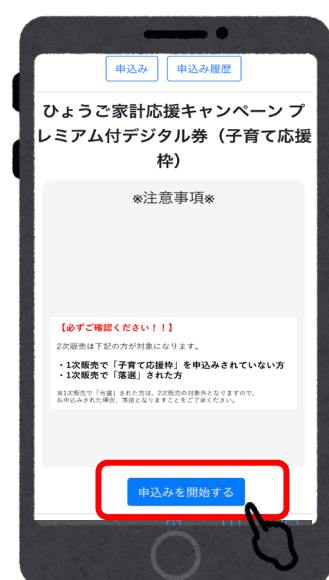 申込み 申込み履歴
ひょうご家計応援キャンペーン プ
レミアム付デジタル券（子育て応援
枠）
※注意事項※
【必ずご確認ください！！】
2次販売は下記の方が対象になります。
・1次販売で「子育て応援枠」を申込みされていない方
・1次販売で「落選」された方
※1次販売で「当選」された方は、2次販売の対象外となりますので、
お申込みされた場合、落選となりますことをご了承ください。
申込みを開始する